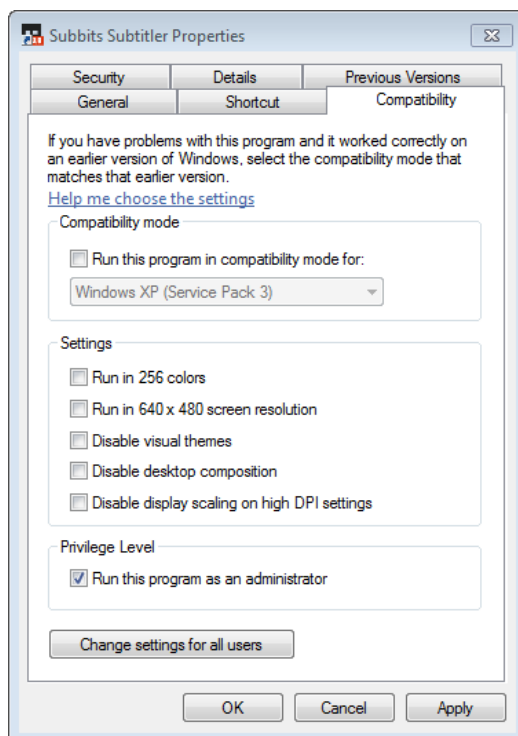 Subbits Subtitler Properties
Security Details Previous Versions
General Shortcut Compatibility
If you have problems with this program and it worked correctly on
an earlier version of Windows, select the compatibility mode that
matches that earlier version.
Help me choose the settings
Compatibility mode
Run this program in compatibility mode for:
Windows XP (Service Pack 3)
Settings
Run in 256 colors
Run in 640 x 480 screen resolution
Disable visual themes
Disable desktop composition
Disable display scaling on high DPI settings
Privilege Level
Run this program as an administrator
Change settings for all users
OK Cancel Apply